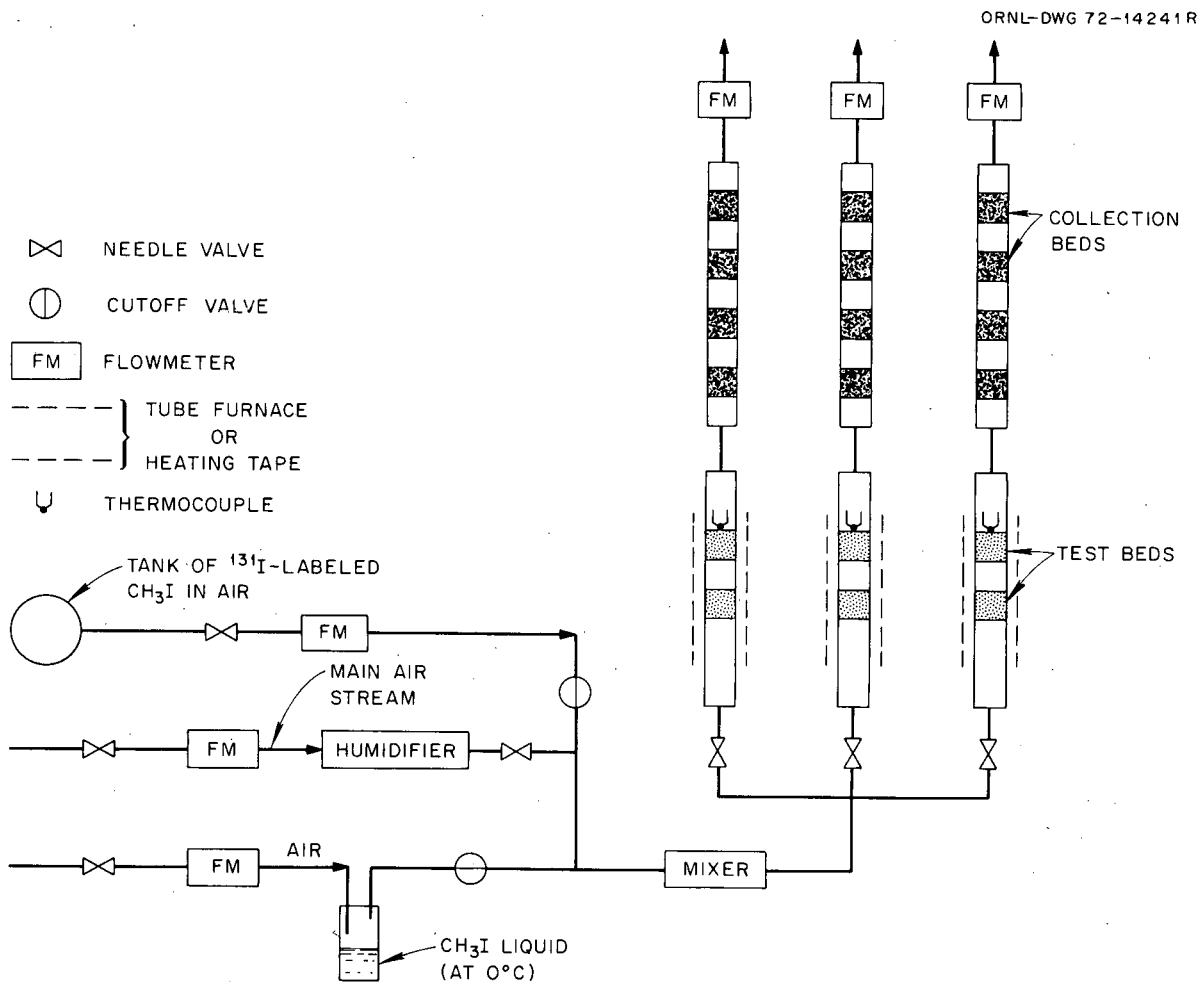 ORNL-DWG 72-14241R
FM FM FM
COLLECTION
BEDS
NEEDLE VALVE
CUTOFF VALVE
FM FLOWMETER
TUBE FURNACE
OR
HEATING TAPE
THERMOCOUPLE
TEST BEDS
TANK OF ¹³¹I-LABELED
CH₃I IN AIR
FM
MAIN AIR
STREAM
FM HUMIDIFIER
FM AIR
MIXER
CH₃I LIQUID
(AT 0°C)